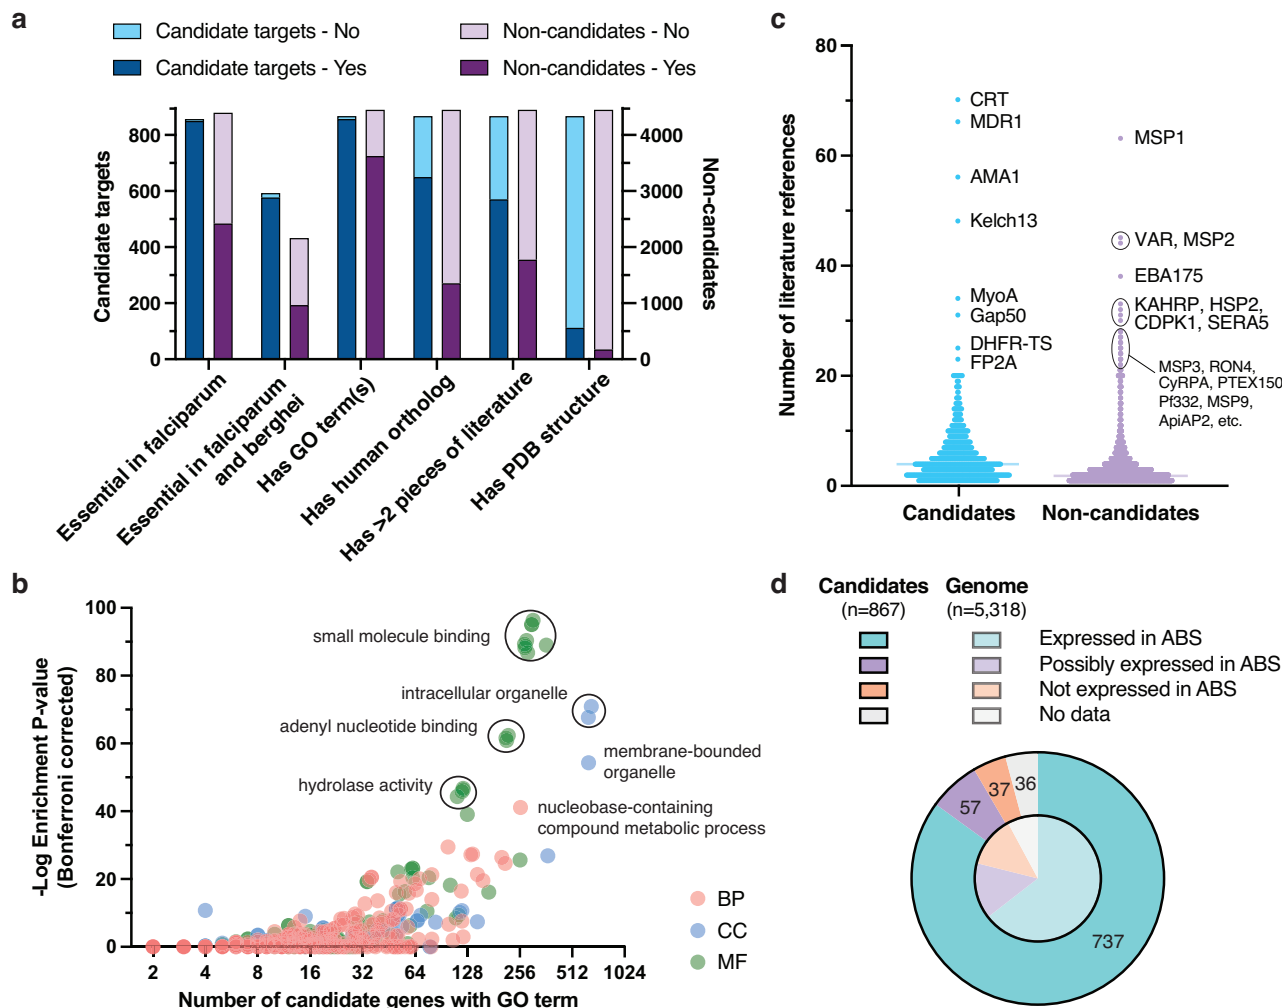 a
Candidate targets - No
Non-candidates - No
Candidate targets - Yes
Non-candidates - Yes
Candidate targets
800
600
400
200
0
4000
3000
2000
1000
0
Non-candidates
Essential in falciparum
Essential in falciparum
and berghei
Has GO term(s)
Has human ortholog
Has >2 pieces of literature
Has PDB structure
c
Number of literature references
80
60
40
20
0
CRT
MDR1
AMA1
Kelch13
MyoA
Gap50
DHFR-TS
FP2A
MSP1
VAR, MSP2
EBA175
KAHRP, HSP2,
CDPK1, SERA5
MSP3, RON4,
CyRPA, PTEX150
Pf332, MSP9,
ApiAP2, etc.
Candidates
Non-candidates
b
-Log Enrichment P-value
(Bonferroni corrected)
100
80
60
40
20
0
small molecule binding
intracellular organelle
adenyl nucleotide binding
membrane-bounded
organelle
hydrolase activity
nucleobase-containing
compound metabolic process
BP
CC
MF
2
4
8
16
32
64
128
256
512
1024
Number of candidate genes with GO term
d
Candidates
(n=867)
Genome
(n=5,318)
Expressed in ABS
Possibly expressed in ABS
Not expressed in ABS
No data
57
37
36
737